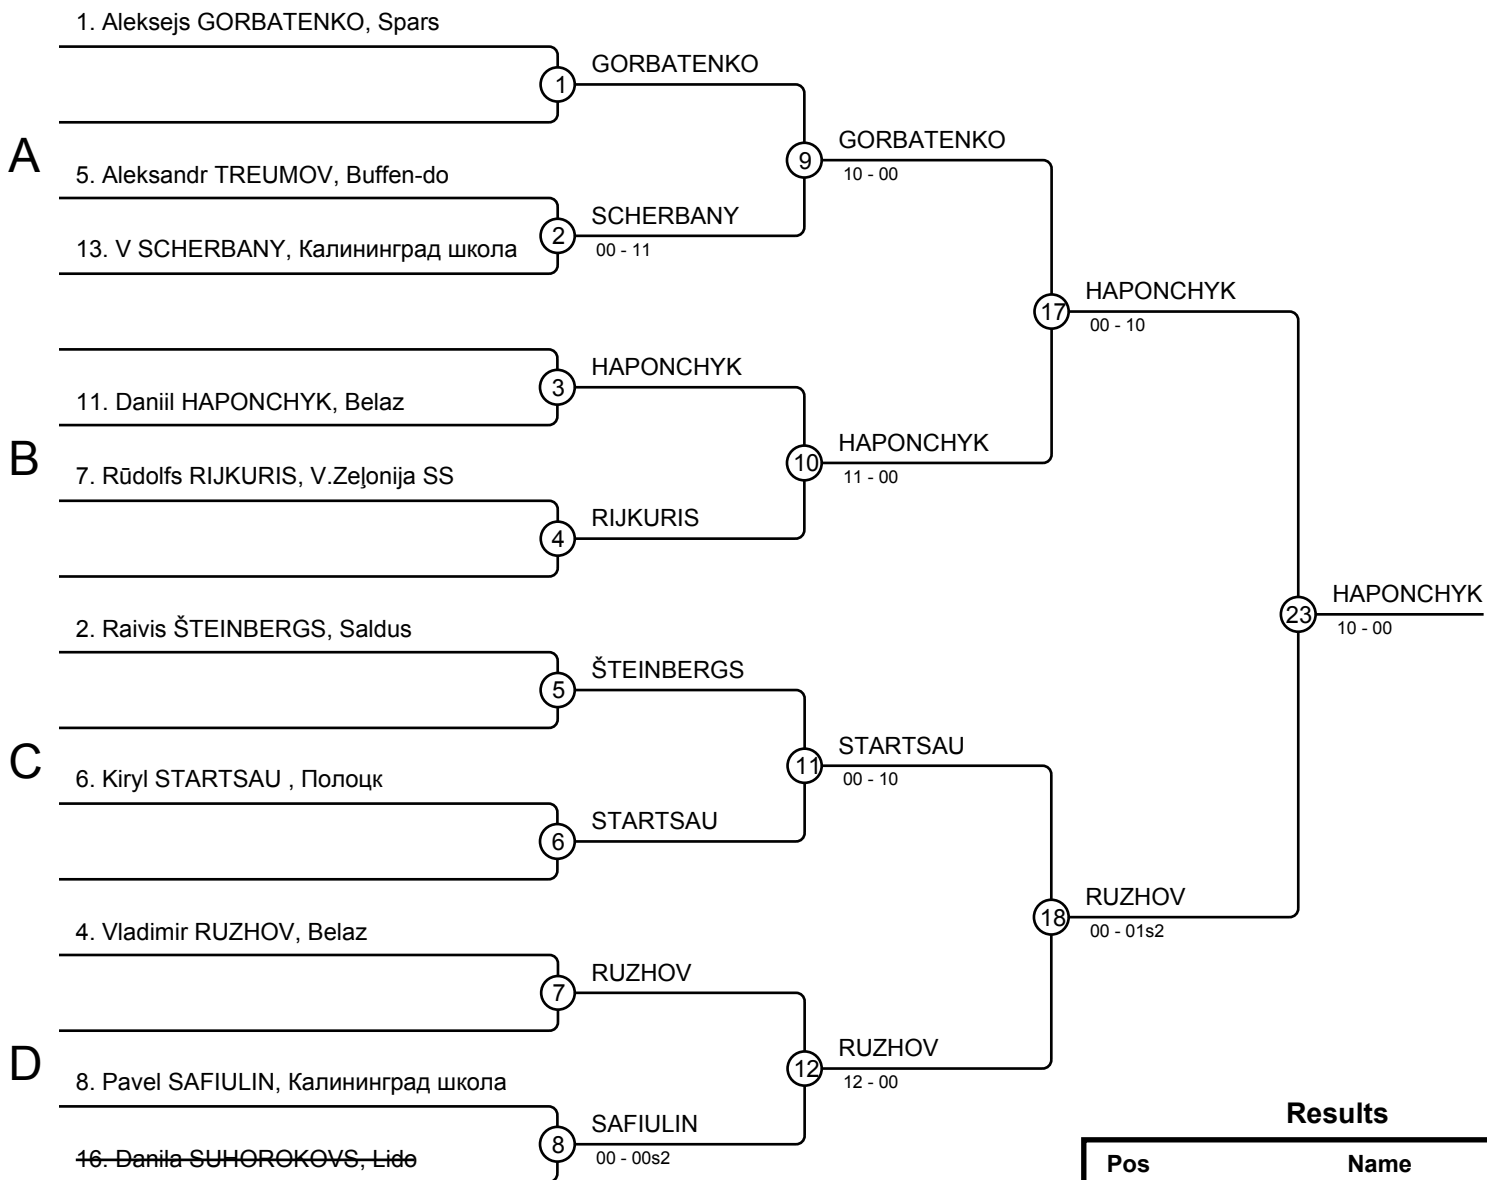 1. Aleksejs GORBATENKO, Spars
1
GORBATENKO
A
5. Aleksandr TREUMOV, Buffen-do
13. V SCHERBANY, Калининград школа
2
SCHERBANY
00 - 11
9
GORBATENKO
10 - 00
11. Daniil HAPONCHYK, Belaz
3
HAPONCHYK
B
7. Rūdolfs RIJKURIS, V.Zeļonija SS
4
RIJKURIS
10
HAPONCHYK
11 - 00
17
HAPONCHYK
00 - 10
2. Raivis ŠTEINBERGS, Saldus
5
ŠTEINBERGS
C
6. Kiryl STARTSAU , Полоцк
6
STARTSAU
11
STARTSAU
00 - 10
4. Vladimir RUZHOV, Belaz
7
RUZHOV
D
8. Pavel SAFIULIN, Калининград школа
16. Danila SUHOROKOVS, Lido
8
SAFIULIN
00 - 00s2
12
RUZHOV
12 - 00
18
RUZHOV
00 - 01s2
23
HAPONCHYK
10 - 00
Results
Pos Name